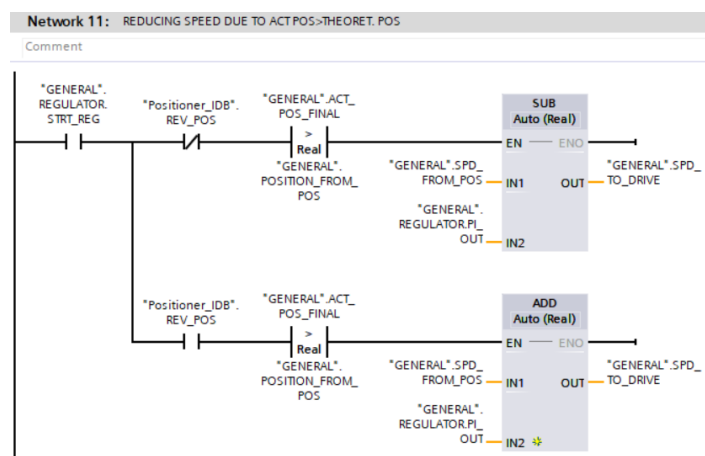 Network 11: REDUCING SPEED DUE TO ACT POS>THEORET. POS
Comment
"GENERAL".
REGULATOR.
STRT_REG
"Positioner_IDB".
REV_POS
"GENERAL".ACT_
POS_FINAL
>
Real
"GENERAL".
POSITION_FROM_
POS
SUB
Auto (Real)
EN
ENO
"GENERAL".SPD_
FROM_POS
IN1
OUT
"GENERAL".SPD_
TO_DRIVE
"GENERAL".
REGULATOR.PI_
OUT
IN2
"Positioner_IDB".
REV_POS
"GENERAL".ACT_
POS_FINAL
>
Real
"GENERAL".
POSITION_FROM_
POS
ADD
Auto (Real)
EN
ENO
"GENERAL".SPD_
FROM_POS
IN1
OUT
"GENERAL".SPD_
TO_DRIVE
"GENERAL".
REGULATOR.PI_
OUT
IN2